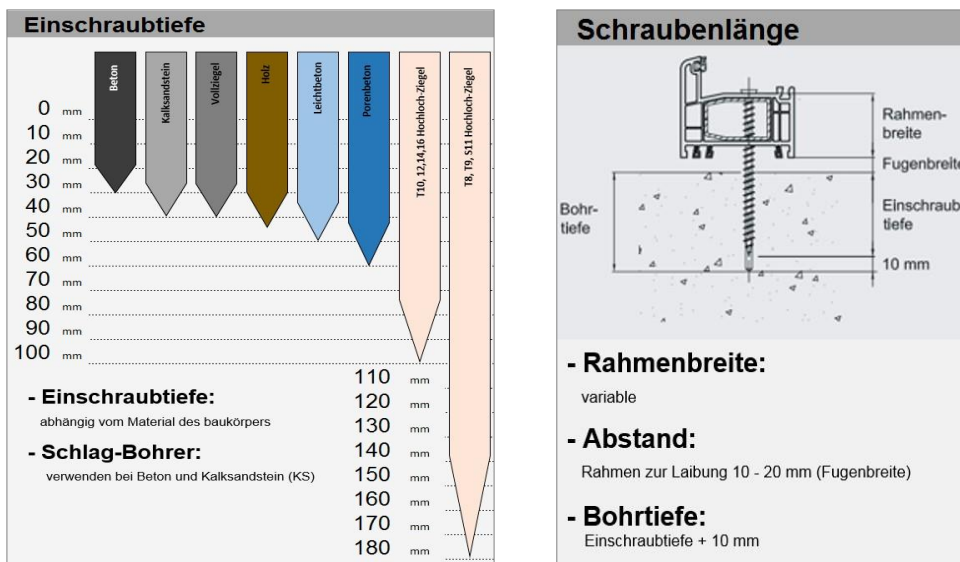 Einschraubtiefe
Beton
Kalksandstein
Vollziegel
Holz
Leichtbeton
Porenbeton
T10, 12,14,16 Hochloch-Ziegel
T8, T9, S11 Hochloch-Ziegel
0 mm
10 mm
20 mm
30 mm
40 mm
50 mm
60 mm
70 mm
80 mm
90 mm
100 mm
110 mm
120 mm
130 mm
140 mm
150 mm
160 mm
170 mm
180 mm
- Einschraubtiefe:
abhängig vom Material des baukörpers
- Schlag-Bohrer:
verwenden bei Beton und Kalksandstein (KS)
Schraubenlänge
Rahmen-
breite
Fugenbreite
Bohr-
tiefe
Einschraub
tiefe
10 mm
- Rahmenbreite:
variable
- Abstand:
Rahmen zur Laibung 10 - 20 mm (Fugenbreite)
- Bohrtiefe:
Einschraubtiefe + 10 mm